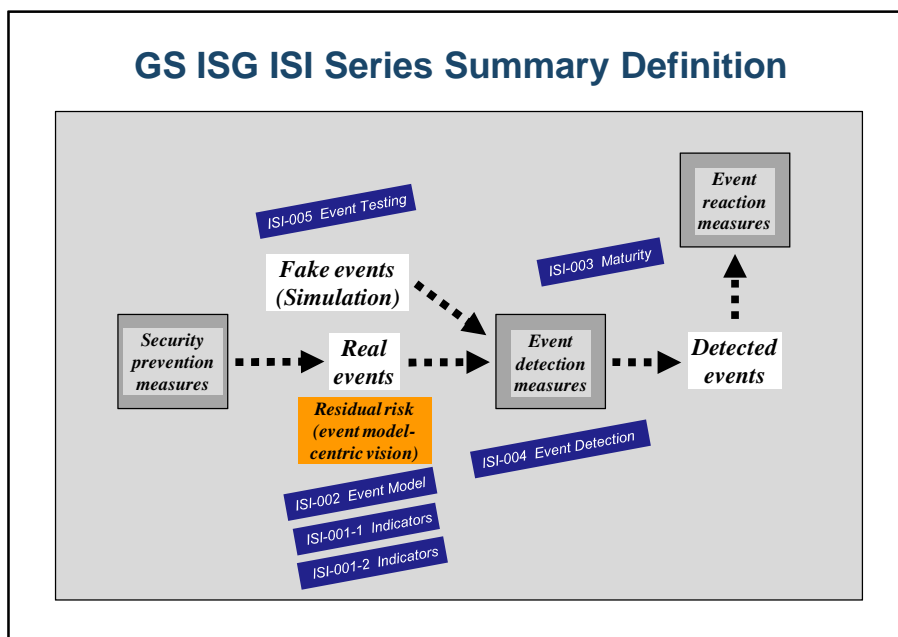 GS ISG ISI Series Summary Definition
ISI-005 Event Testing
Event
reaction
measures
ISI-003 Maturity
Fake events
(Simulation)
Security
prevention
measures
Real
events
Event
detection
measures
Detected
events
Residual risk
(event model-
centric vision)
ISI-004 Event Detection
ISI-002 Event Model
ISI-001-1 Indicators
ISI-001-2 Indicators